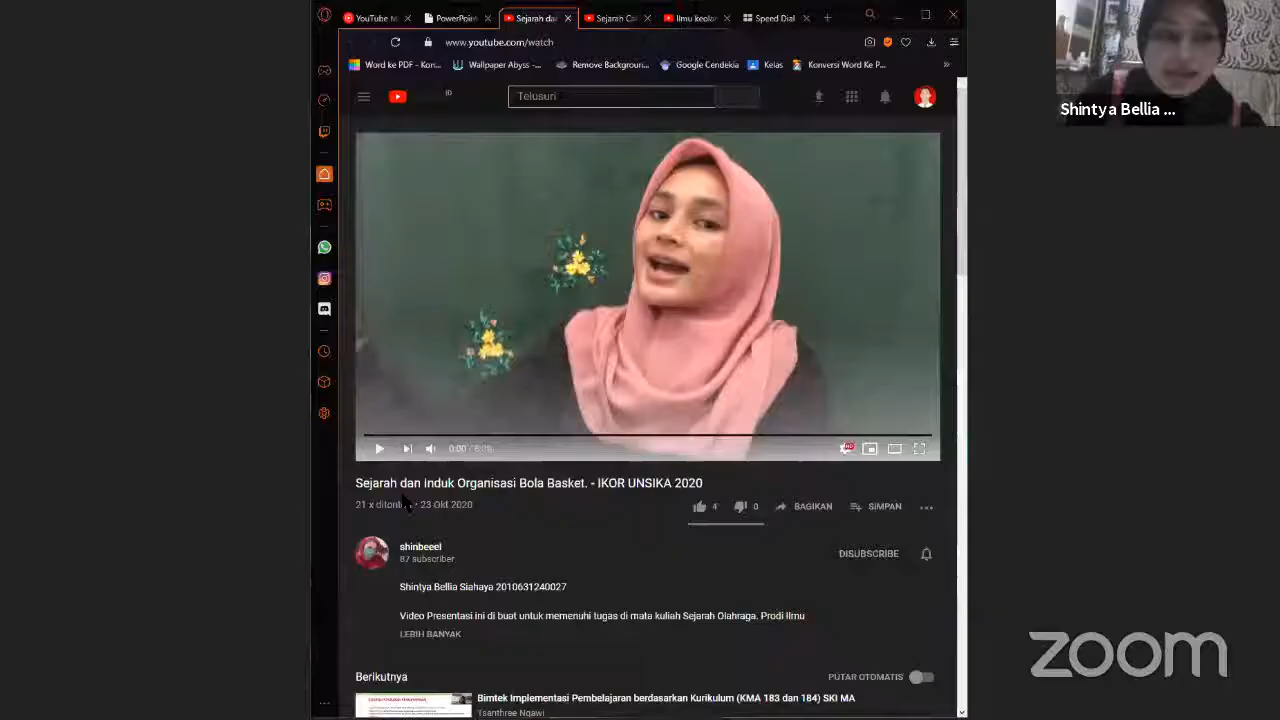 YouTube M
PowerPoin
Sejarah da
Sejarah Ca
Ilmu keola
Speed Dial
www.youtube.com/watch
Word ke PDF - Kon...
Wallpaper Abyss -...
Remove Backgroun...
Google Cendekia
Kelas
Konversi Word Ke P...
ID
Telusuri
Shintya Bellia ...
0:00
Sejarah dan Induk Organisasi Bola Basket. - IKOR UNSIKA 2020
21 x ditonton • 23 Okt 2020
4
0
BAGIKAN
SIMPAN
shinbeeel
87 subscriber
DISUBSCRIBE
Shintya Bellia Siahaya 2010631240027
Video Presentasi ini di buat untuk memenuhi tugas di mata kuliah Sejarah Olahraga. Prodi Ilmu
LEBIH BANYAK
Berikutnya
PUTAR OTOMATIS
Bimtek Implementasi Pembelajaran berdasarkan Kurikulum (KMA 183 dan 184) SKI MA
Tsanthree Ngawi
zoom